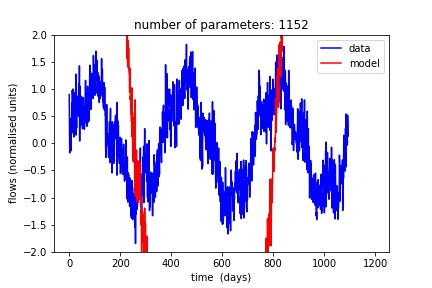 number of parameters: 1152
2.0
1.5
1.0
0.5
0.0
−0.5
−1.0
−1.5
−2.0
flows (normalised units)
data
model
0 200 400 600 800 1000 1200
time (days)